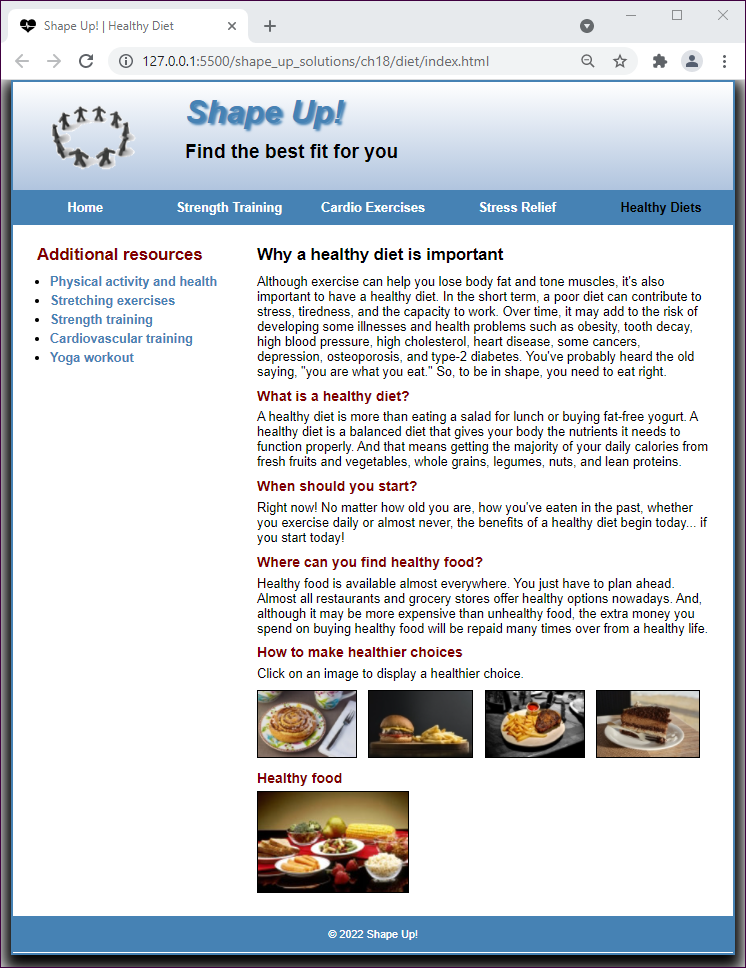 Shape Up! | Healthy Diet
127.0.0.1:5500/shape_up_solutions/ch18/diet/index.html
Shape Up!
Find the best fit for you
Home Strength Training Cardio Exercises Stress Relief Healthy Diets
Additional resources
Physical activity and health
Stretching exercises
Strength training
Cardiovascular training
Yoga workout
Why a healthy diet is important
Although exercise can help you lose body fat and tone muscles, it's also
important to have a healthy diet. In the short term, a poor diet can contribute to
stress, tiredness, and the capacity to work. Over time, it may add to the risk of
developing some illnesses and health problems such as obesity, tooth decay,
high blood pressure, high cholesterol, heart disease, some cancers,
depression, osteoporosis, and type-2 diabetes. You've probably heard the old
saying, "you are what you eat." So, to be in shape, you need to eat right.
What is a healthy diet?
A healthy diet is more than eating a salad for lunch or buying fat-free yogurt. A
healthy diet is a balanced diet that gives your body the nutrients it needs to
function properly. And that means getting the majority of your daily calories from
fresh fruits and vegetables, whole grains, legumes, nuts, and lean proteins.
When should you start?
Right now! No matter how old you are, how you've eaten in the past, whether
you exercise daily or almost never, the benefits of a healthy diet begin today... if
you start today!
Where can you find healthy food?
Healthy food is available almost everywhere. You just have to plan ahead.
Almost all restaurants and grocery stores offer healthy options nowadays. And,
although it may be more expensive than unhealthy food, the extra money you
spend on buying healthy food will be repaid many times over from a healthy life.
How to make healthier choices
Click on an image to display a healthier choice.
Healthy food
© 2022 Shape Up!